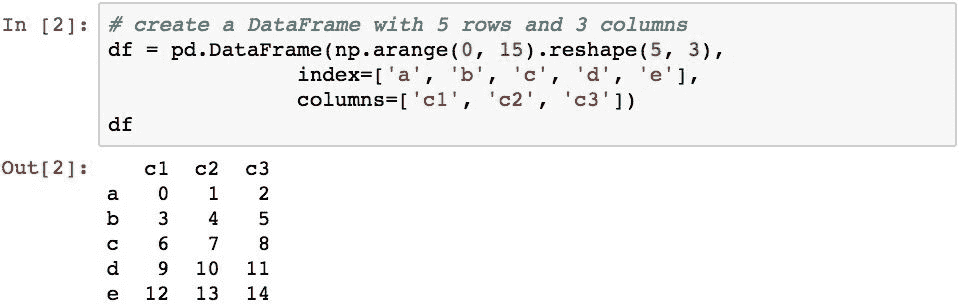 In [2]: # create a DataFrame with 5 rows and 3 columns
df = pd.DataFrame(np.arange(0, 15).reshape(5, 3),
index=['a', 'b', 'c', 'd', 'e'],
columns=['c1', 'c2', 'c3'])
df
Out[2]: c1 c2 c3
a 0 1 2
b 3 4 5
c 6 7 8
d 9 10 11
e 12 13 14